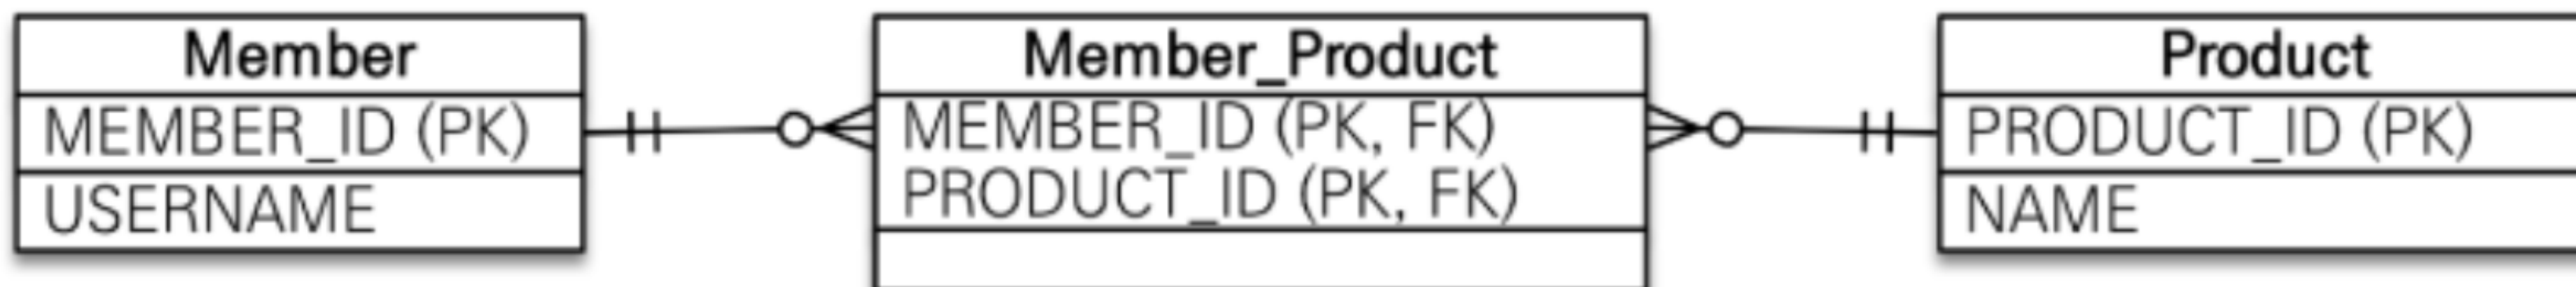 Member
MEMBER_ID (PK)
USERNAME
Member_Product
MEMBER_ID (PK, FK)
PRODUCT_ID (PK, FK)
Product
PRODUCT_ID (PK)
NAME